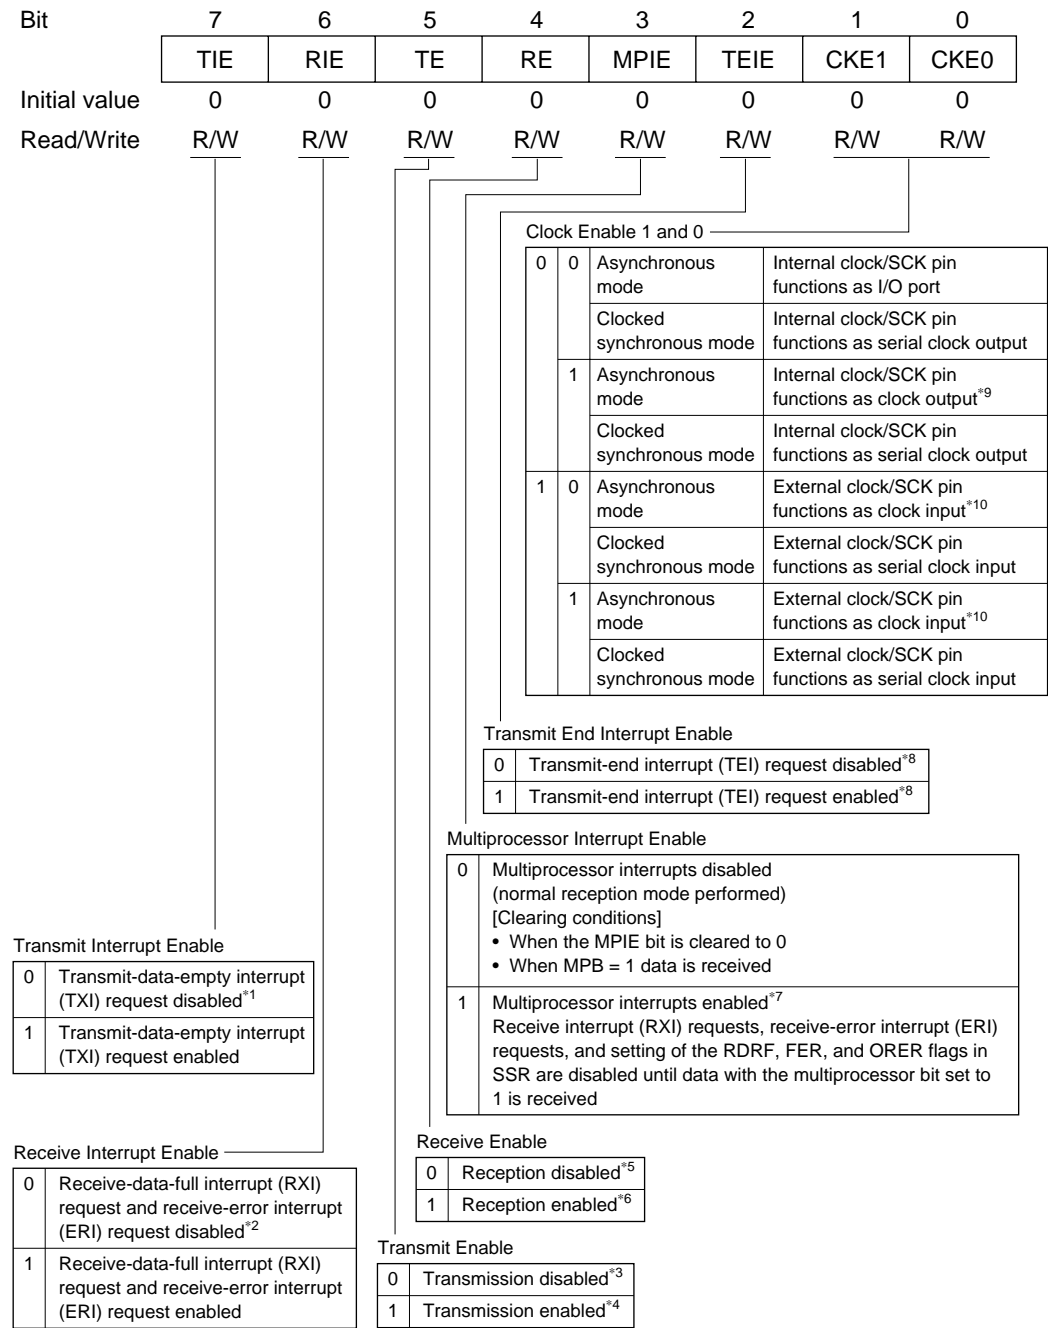 Bit 7 6 5 4 3 2 1 0
TIE RIE TE RE MPIE TEIE CKE1 CKE0
Initial value 0 0 0 0 0 0 0 0
Read/Write R/W R/W R/W R/W R/W R/W R/W R/W
Clock Enable 1 and 0
0 0 Asynchronous Internal clock/SCK pin
mode functions as I/O port
Clocked Internal clock/SCK pin
synchronous mode functions as serial clock output
1 Asynchronous Internal clock/SCK pin
mode functions as clock output*9
Clocked Internal clock/SCK pin
synchronous mode functions as serial clock output
1 0 Asynchronous External clock/SCK pin
mode functions as clock input*10
Clocked External clock/SCK pin
synchronous mode functions as serial clock input
1 Asynchronous External clock/SCK pin
mode functions as clock input*10
Clocked External clock/SCK pin
synchronous mode functions as serial clock input
Transmit End Interrupt Enable
0 Transmit-end interrupt (TEI) request disabled*8
1 Transmit-end interrupt (TEI) request enabled*8
Multiprocessor Interrupt Enable
0 Multiprocessor interrupts disabled
(normal reception mode performed)
[Clearing conditions]
• When the MPIE bit is cleared to 0
• When MPB = 1 data is received
1 Multiprocessor interrupts enabled*7
Receive interrupt (RXI) requests, receive-error interrupt (ERI)
requests, and setting of the RDRF, FER, and ORER flags in
SSR are disabled until data with the multiprocessor bit set to
1 is received
Transmit Interrupt Enable
0 Transmit-data-empty interrupt
(TXI) request disabled*1
1 Transmit-data-empty interrupt
(TXI) request enabled
Receive Enable
0 Reception disabled*5
1 Reception enabled*6
Receive Interrupt Enable
0 Receive-data-full interrupt (RXI)
request and receive-error interrupt
(ERI) request disabled*2
1 Receive-data-full interrupt (RXI)
request and receive-error interrupt
(ERI) request enabled
Transmit Enable
0 Transmission disabled*3
1 Transmission enabled*4